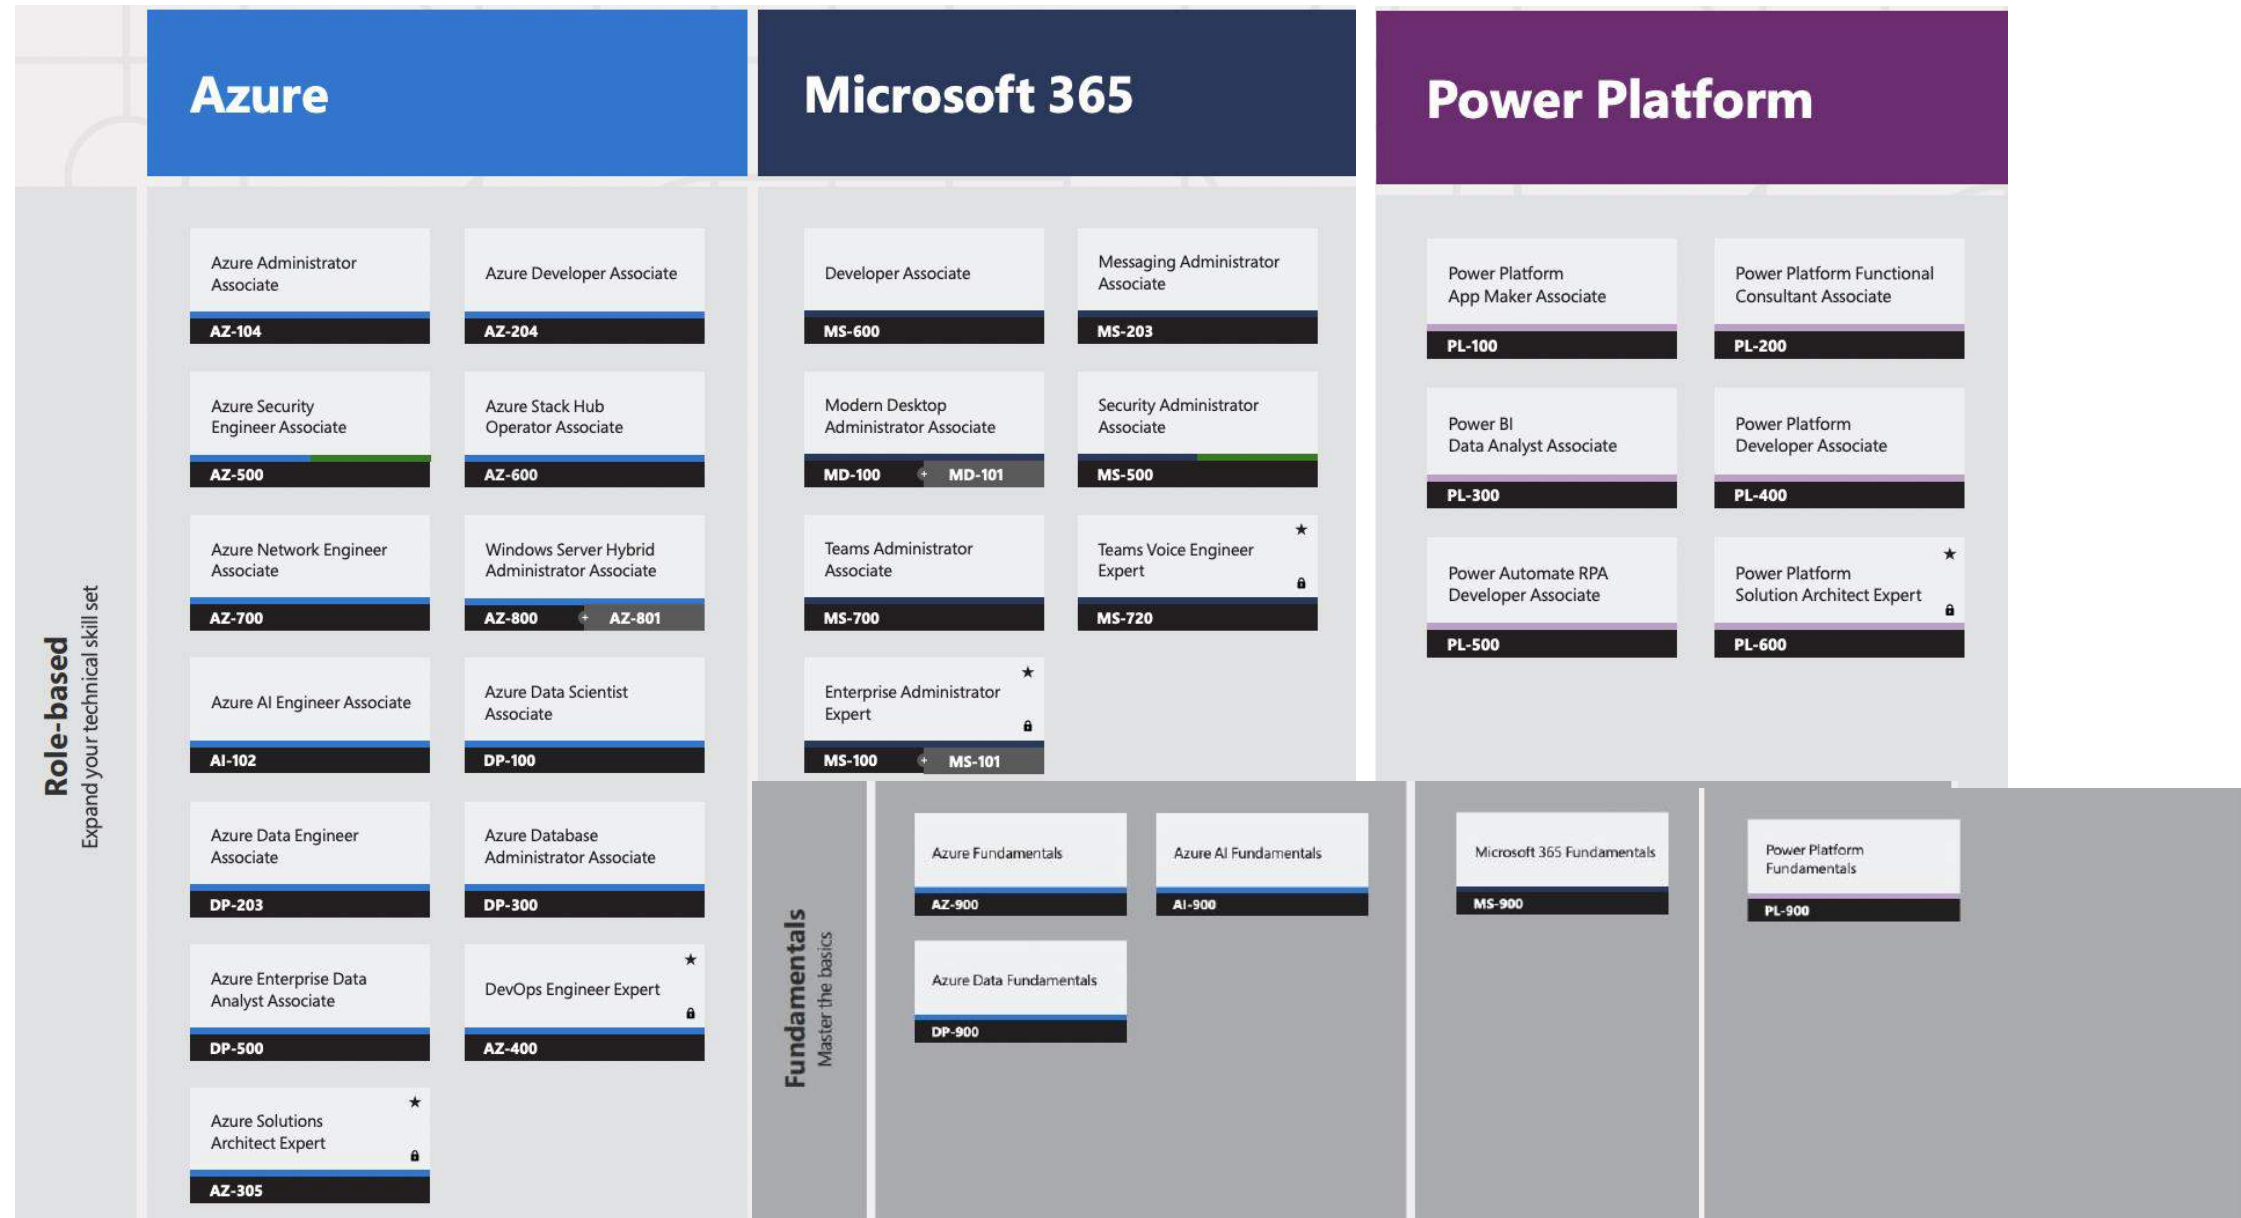 Azure
Microsoft 365
Power Platform
Role-based
Expand your technical skill set
Azure Administrator
Associate
AZ-104
Azure Developer Associate
AZ-204
Azure Security
Engineer Associate
AZ-500
Azure Stack Hub
Operator Associate
AZ-600
Azure Network Engineer
Associate
AZ-700
Windows Server Hybrid
Administrator Associate
AZ-800 + AZ-801
Azure AI Engineer Associate
AI-102
Azure Data Scientist
Associate
DP-100
Azure Data Engineer
Associate
DP-203
Azure Database
Administrator Associate
DP-300
Azure Enterprise Data
Analyst Associate
DP-500
DevOps Engineer Expert
AZ-400
Azure Solutions
Architect Expert
AZ-305
Developer Associate
MS-600
Messaging Administrator
Associate
MS-203
Modern Desktop
Administrator Associate
MD-100 + MD-101
Security Administrator
Associate
MS-500
Teams Administrator
Associate
MS-700
Teams Voice Engineer
Expert
MS-720
Enterprise Administrator
Expert
MS-100 + MS-101
Power Platform
App Maker Associate
PL-100
Power Platform Functional
Consultant Associate
PL-200
Power BI
Data Analyst Associate
PL-300
Power Platform
Developer Associate
PL-400
Power Automate RPA
Developer Associate
PL-500
Power Platform
Solution Architect Expert
PL-600
Fundamentals
Master the basics
Azure Fundamentals
AZ-900
Azure AI Fundamentals
AI-900
Azure Data Fundamentals
DP-900
Microsoft 365 Fundamentals
MS-900
Power Platform
Fundamentals
PL-900